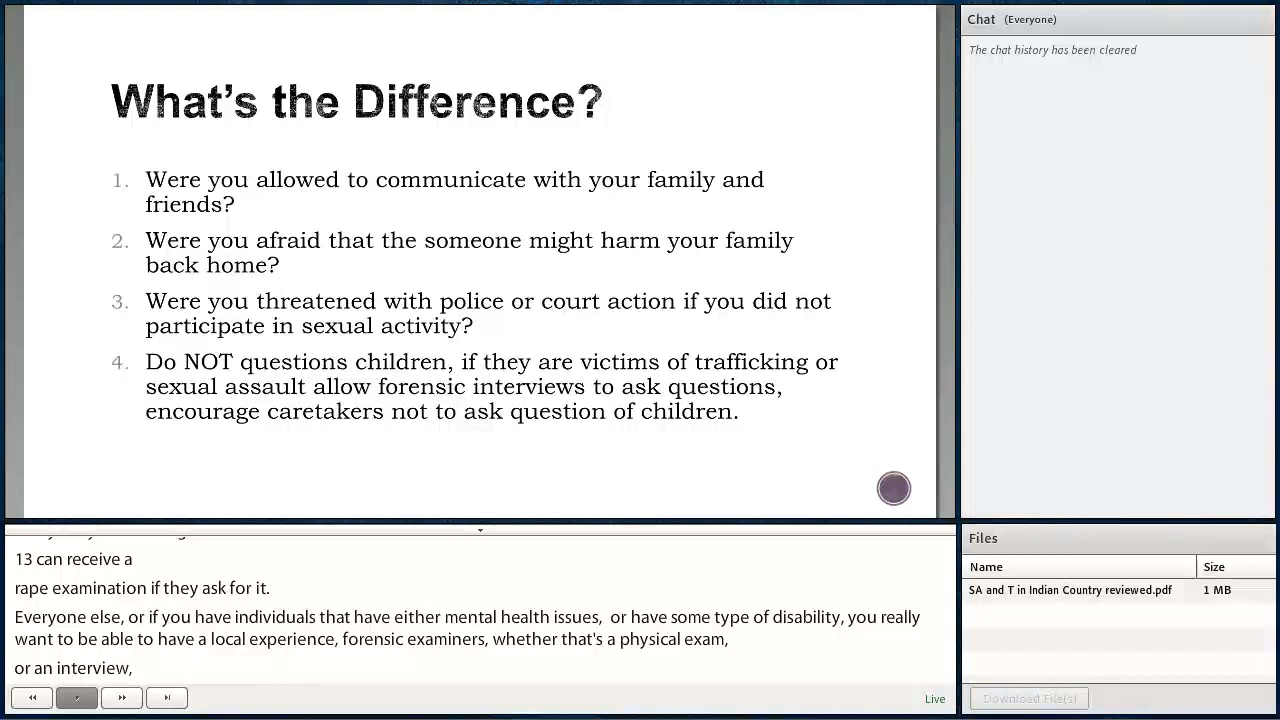 What's the Difference?
1. Were you allowed to communicate with your family and
friends?
2. Were you afraid that the someone might harm your family
back home?
3. Were you threatened with police or court action if you did not
participate in sexual activity?
4. Do NOT questions children, if they are victims of trafficking or
sexual assault allow forensic interviews to ask questions,
encourage caretakers not to ask question of children.
Chat (Everyone)
The chat history has been cleared
13 can receive a
rape examination if they ask for it.
Everyone else, or if you have individuals that have either mental health issues, or have some type of disability, you really
want to be able to have a local experience, forensic examiners, whether that's a physical exam,
or an interview,
Live
Files
Name Size
SA and T in Indian Country reviewed.pdf 1 MB
Download File(s)